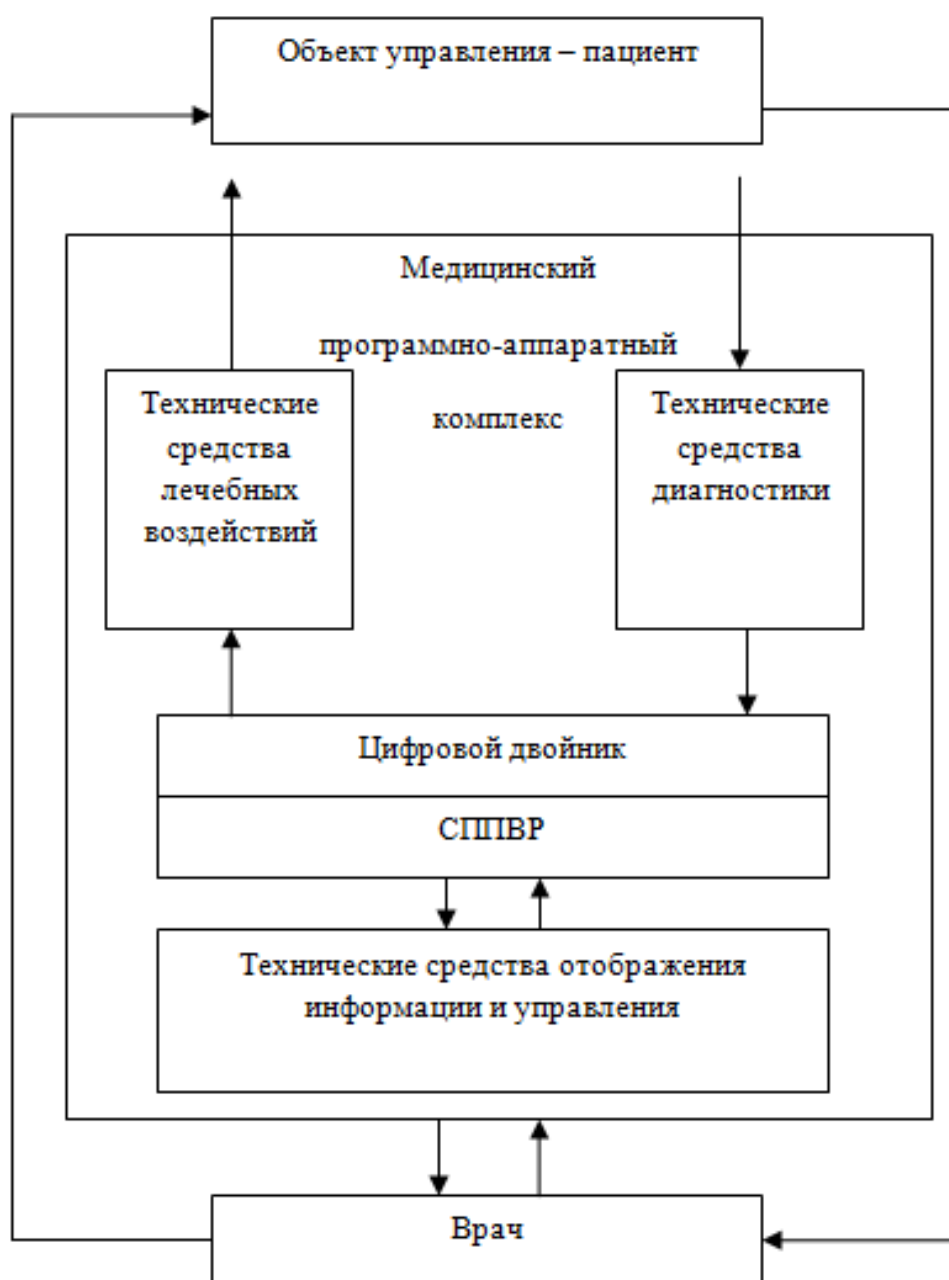 Объект управления – пациент
Медицинский
программно-аппаратный
комплекс
Технические
средства
лечебных
воздействий
Технические
средства
диагностики
Цифровой двойник
СППВР
Технические средства отображения
информации и управления
Врач